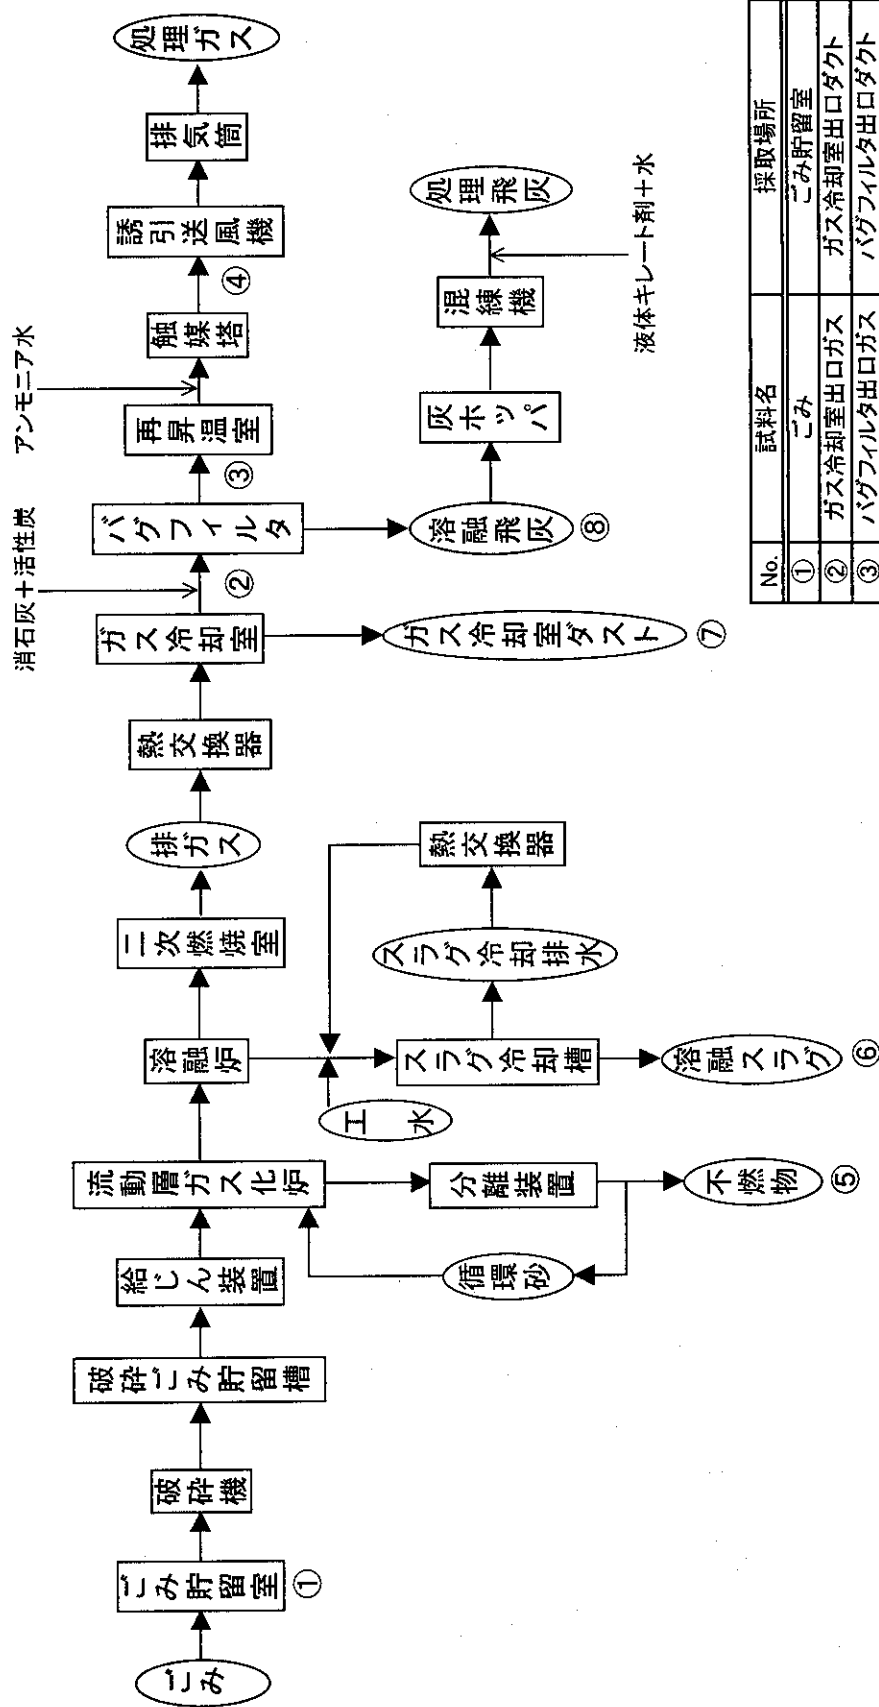 ごみ
ごみ貯留室
①
破砕機
破砕ごみ貯留槽
給じん装置
流動層ガス化炉
溶融炉
二次燃焼室
排ガス
熱交換器
ガス冷却室
消石灰+活性炭
②
バグフィルタ
③
再昇温室
アンモニア水
触媒塔
④
誘引送風機
排気筒
処理ガス
分離装置
循環砂
不燃物
⑤
工水
スラグ冷却槽
スラグ冷却排水
熱交換器
溶融スラグ
⑥
ガス冷却室ダスト
⑦
溶融飛灰
⑧
灰ホッパ
混練機
液体キレート剤+水
処理飛灰
No. 試料名 採取場所
① ごみ ごみ貯留室
② ガス冷却室出口ガス ガス冷却室出口ダクト
③ バグフィルタ出口ガス バグフィルタ出口ダクト